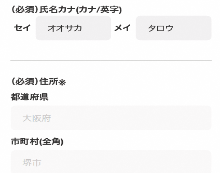 (必須)氏名カナ(カナ/英字)
セイ オオサカ メイ タロウ
(必須)住所※
都道府県
大阪府
市町村(全角)
堺市